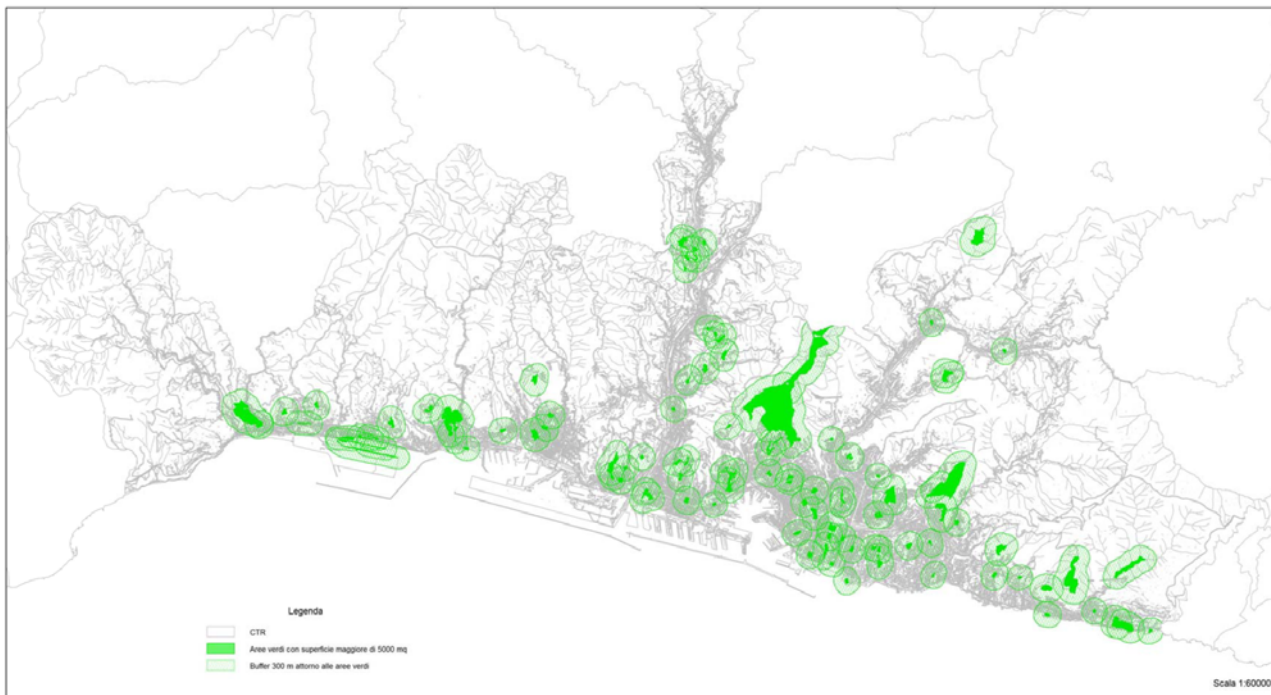 Legenda
CTR
Aree verdi con superficie maggiore di 5000 mq
Buffer 300 m attorno alle aree verdi
Scala 1:60000